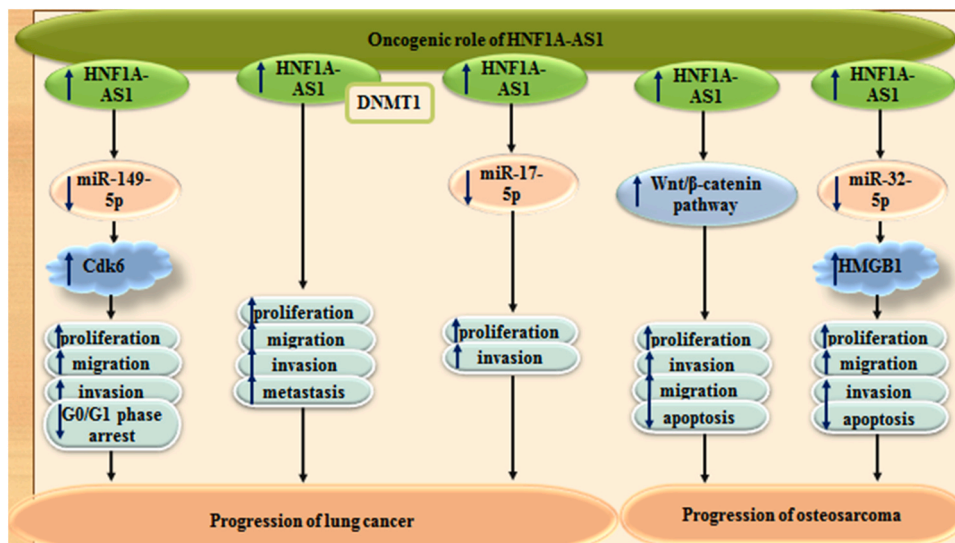 Oncogenic role of HNF1A-AS1
HNF1A-
AS1
miR-149-
5p
Cdk6
proliferation
migration
invasion
G0/G1 phase
arrest
HNF1A-
AS1
DNMT1
proliferation
migration
invasion
metastasis
HNF1A-
AS1
miR-17-
5p
proliferation
invasion
Progression of lung cancer
HNF1A-
AS1
Wnt/β-catenin
pathway
proliferation
invasion
migration
apoptosis
HNF1A-
AS1
miR-32-
5p
HMGB1
proliferation
migration
invasion
apoptosis
Progression of osteosarcoma